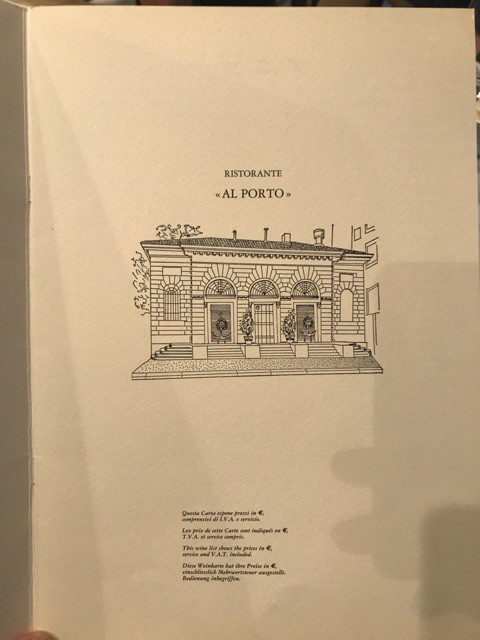 RISTORANTE
« AL PORTO »
Questa Carta espone prezzi in €,
comprensivi di I.V.A. e servizio.
Les prix de cette Carte sont indiqués en €,
T.V.A. et service compris.
This wine list shows the prices in €,
service and V.A.T. included.
Diese Weinkarte hat ihre Preise in €,
einschlisslich Mehrwertsteuer ausgestellt.
Bedienung inbegriffen.